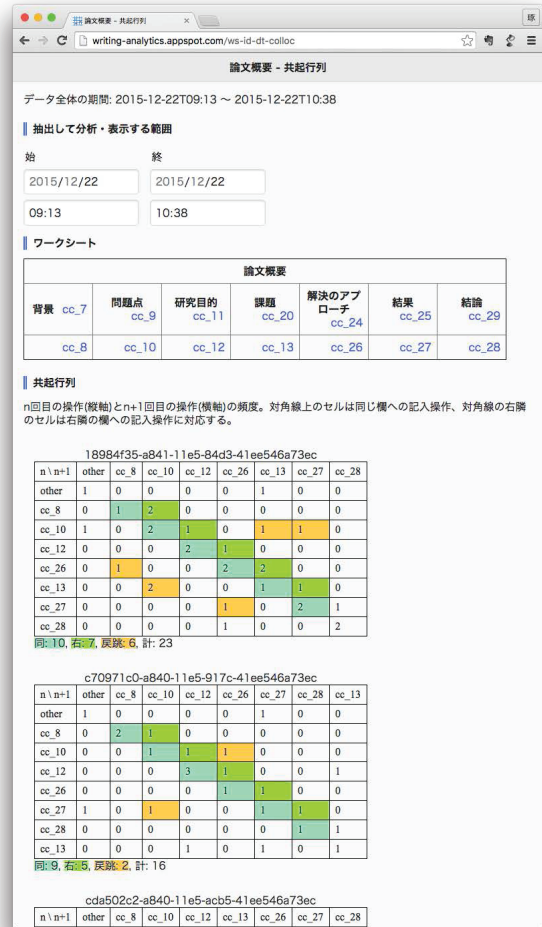 論文概要 - 共起行列
琢
writing-analytics.appspot.com/ws-id-dt-colloc
論文概要 - 共起行列
データ全体の期間: 2015-12-22T09:13 〜 2015-12-22T10:38
抽出して分析・表示する範囲
始 終
2015/12/22 2015/12/22
09:13 10:38
ワークシート
論文概要
背景 cc_7 問題点 cc_9 研究目的 cc_11 課題 cc_20 解決のアプローチ cc_24 結果 cc_25 結論 cc_29
cc_8 cc_10 cc_12 cc_13 cc_26 cc_27 cc_28
共起行列
n回目の操作(縦軸)とn+1回目の操作(横軸)の頻度。対角線上のセルは同じ欄への記入操作、対角線の右隣
のセルは右隣の欄への記入操作に対応する。
18984f35-a841-11e5-84d3-41ee546a73ec
n \ n+1 other cc_8 cc_10 cc_12 cc_26 cc_13 cc_27 cc_28
other 1 0 0 0 0 1 0 0
cc_8 0 1 2 0 0 0 0 0
cc_10 1 0 2 1 0 1 1 0
cc_12 0 0 0 2 1 0 0 0
cc_26 0 1 0 0 2 2 0 0
cc_13 0 0 2 0 0 1 1 0
cc_27 0 0 0 0 1 0 2 1
cc_28 0 0 0 0 1 0 0 2
同: 10, 右: 7, 戻跳: 6, 計: 23
c70971c0-a840-11e5-917c-41ee546a73ec
n \ n+1 other cc_8 cc_10 cc_12 cc_26 cc_27 cc_28 cc_13
other 1 0 0 0 0 1 0 0
cc_8 0 2 1 0 0 0 0 0
cc_10 0 0 1 1 1 0 0 0
cc_12 0 0 0 3 1 0 0 1
cc_26 0 0 0 0 1 1 0 0
cc_27 1 0 1 0 0 1 1 0
cc_28 0 0 0 0 0 0 1 1
cc_13 0 0 0 1 0 1 0 1
同: 9, 右: 5, 戻跳: 2, 計: 16
cda502c2-a840-11e5-acb5-41ee546a73ec
n \ n+1 other cc_8 cc_10 cc_12 cc_13 cc_26 cc_27 cc_28